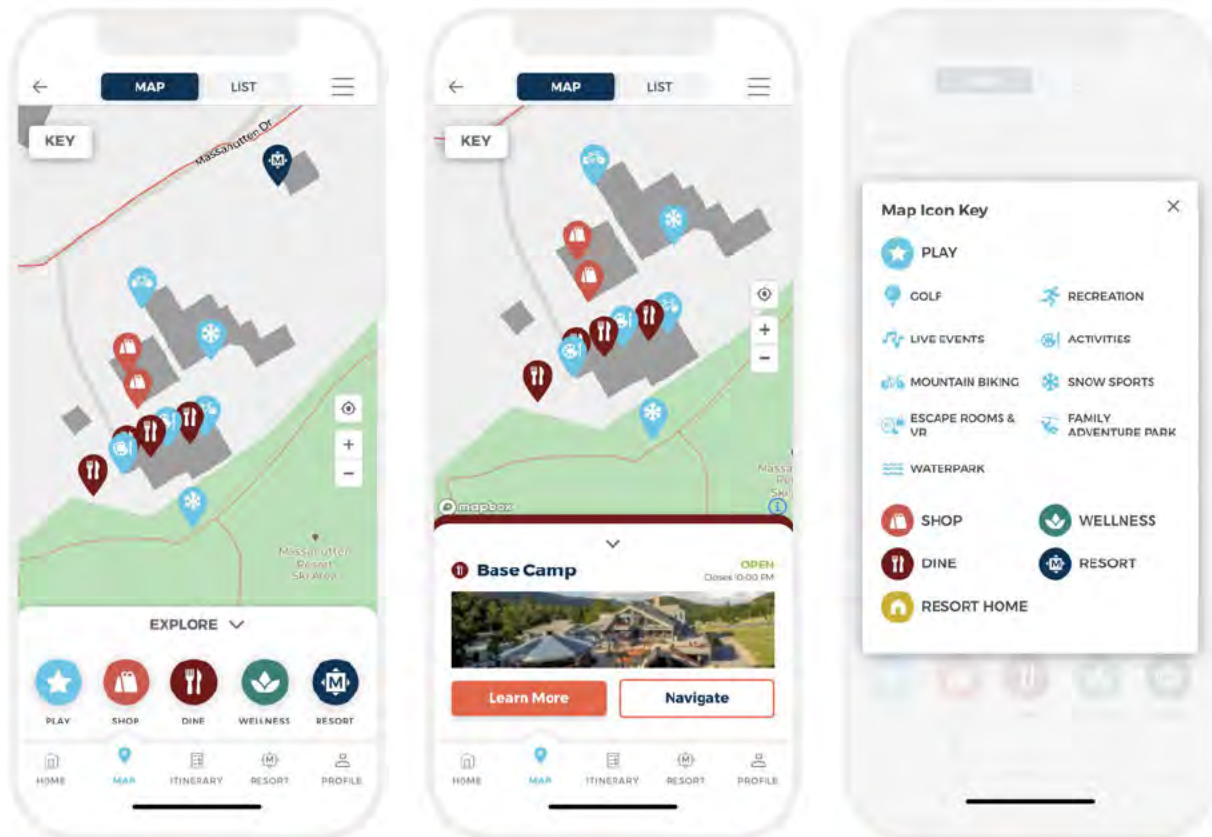 MAP LIST
KEY
Massanutten Dr
M
Massanutten
Resort
Ski Area
EXPLORE
M
PLAY SHOP DINE WELLNESS RESORT
M
HOME MAP ITINERARY RESORT PROFILE
MAP LIST
KEY
Massa
Ski
mapbox
i
Base Camp
OPEN
Closes 10:00 PM
Learn More Navigate
M
HOME MAP ITINERARY RESORT PROFILE
Map Icon Key
PLAY
GOLF RECREATION
LIVE EVENTS ACTIVITIES
MOUNTAIN BIKING SNOW SPORTS
ESCAPE ROOMS & FAMILY
VR ADVENTURE PARK
WATERPARK
SHOP WELLNESS
DINE M RESORT
RESORT HOME